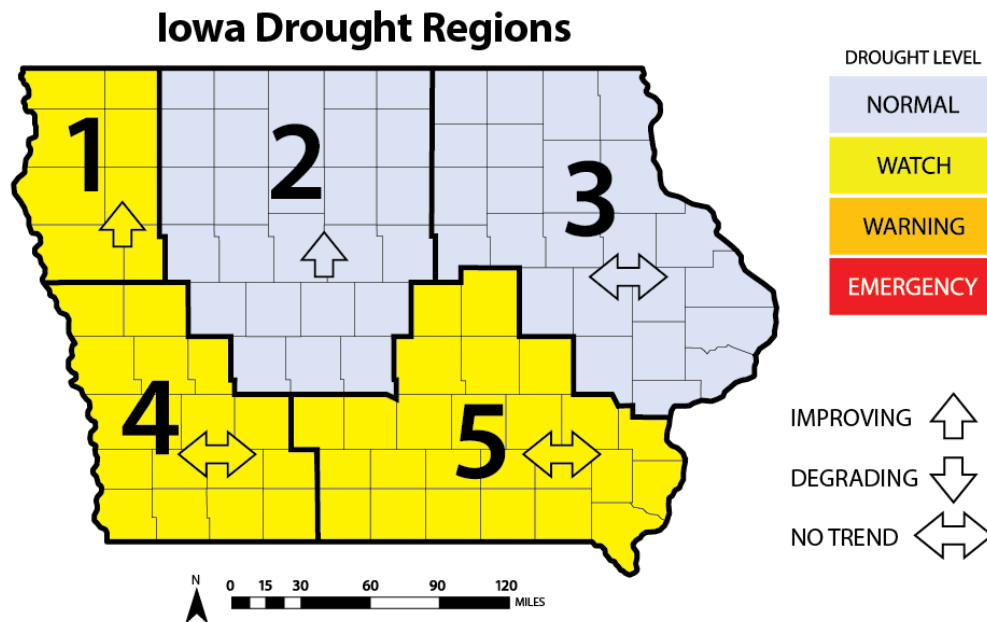 Iowa Drought Regions
DROUGHT LEVEL
NORMAL
WATCH
WARNING
EMERGENCY
1
2
3
4
5
IMPROVING
DEGRADING
NO TREND
N
0 15 30 60 90 120
MILES